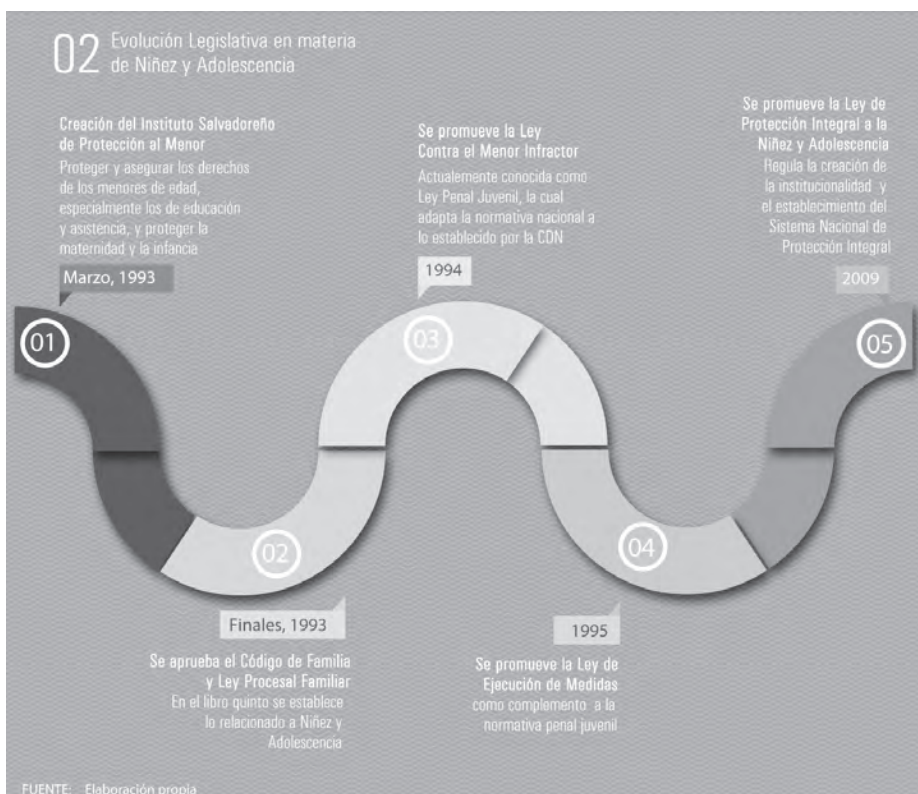 02
Evolución Legislativa en materia
de Niñez y Adolescencia
Creación del Instituto Salvadoreño
de Protección al Menor
Proteger y asegurar los derechos
de los menores de edad,
especialmente los de educación
y asistencia, y proteger la
maternidad y la infancia
Marzo, 1993
01
02
Finales, 1993
Se aprueba el Código de Familia
y Ley Procesal Familiar
En el libro quinto se establece
lo relacionado a Niñez y
Adolescencia
Se promueve la Ley
Contra el Menor Infractor
Actualemente conocida como
Ley Penal Juvenil, la cual
adapta la normativa nacional a
lo establecido por la CDN
1994
03
04
1995
Se promueve la Ley de
Ejecución de Medidas
como complemento a la
normativa penal juvenil
Se promueve la Ley de
Protección Integral a la
Niñez y Adolescencia
Regula la creación de
la institucionalidad y
el establecimiento del
Sistema Nacional de
Protección Integral
2009
05
FUENTE: Elaboración propia